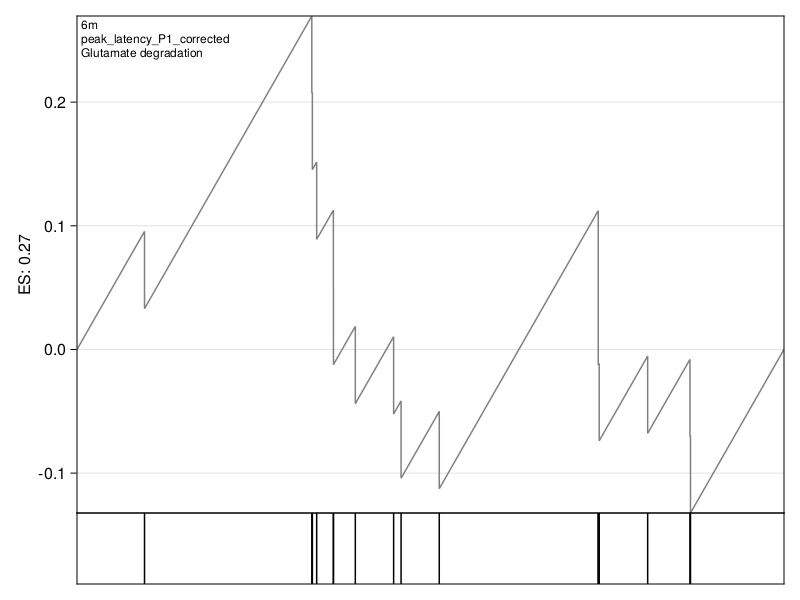 6m
peak_latency_P1_corrected
Glutamate degradation
0.2
0.1
0.0
-0.1
ES: 0.27